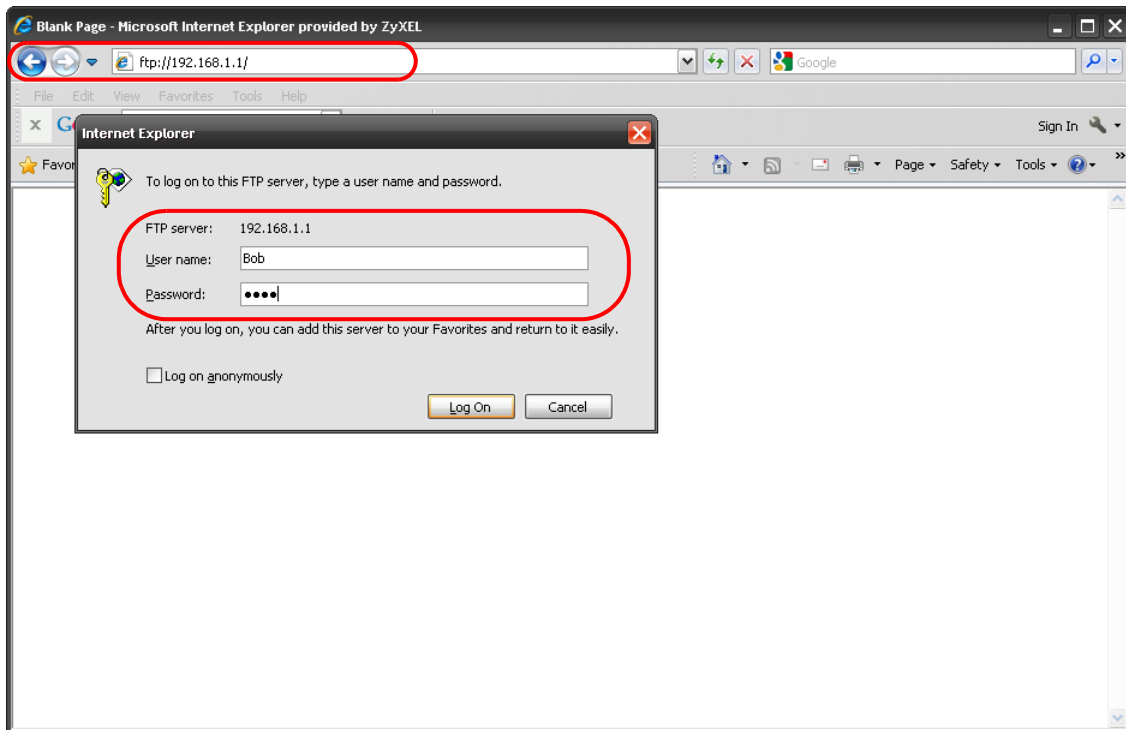 Blank Page - Microsoft Internet Explorer provided by ZyXEL
ftp://192.168.1.1/
Google
File Edit View Favorites Tools Help
x G
Sign In
Internet Explorer
Favor
Page Safety Tools
To log on to this FTP server, type a user name and password.
FTP server: 192.168.1.1
User name: Bob
Password: ••••
After you log on, you can add this server to your Favorites and return to it easily.
Log on anonymously
Log On Cancel